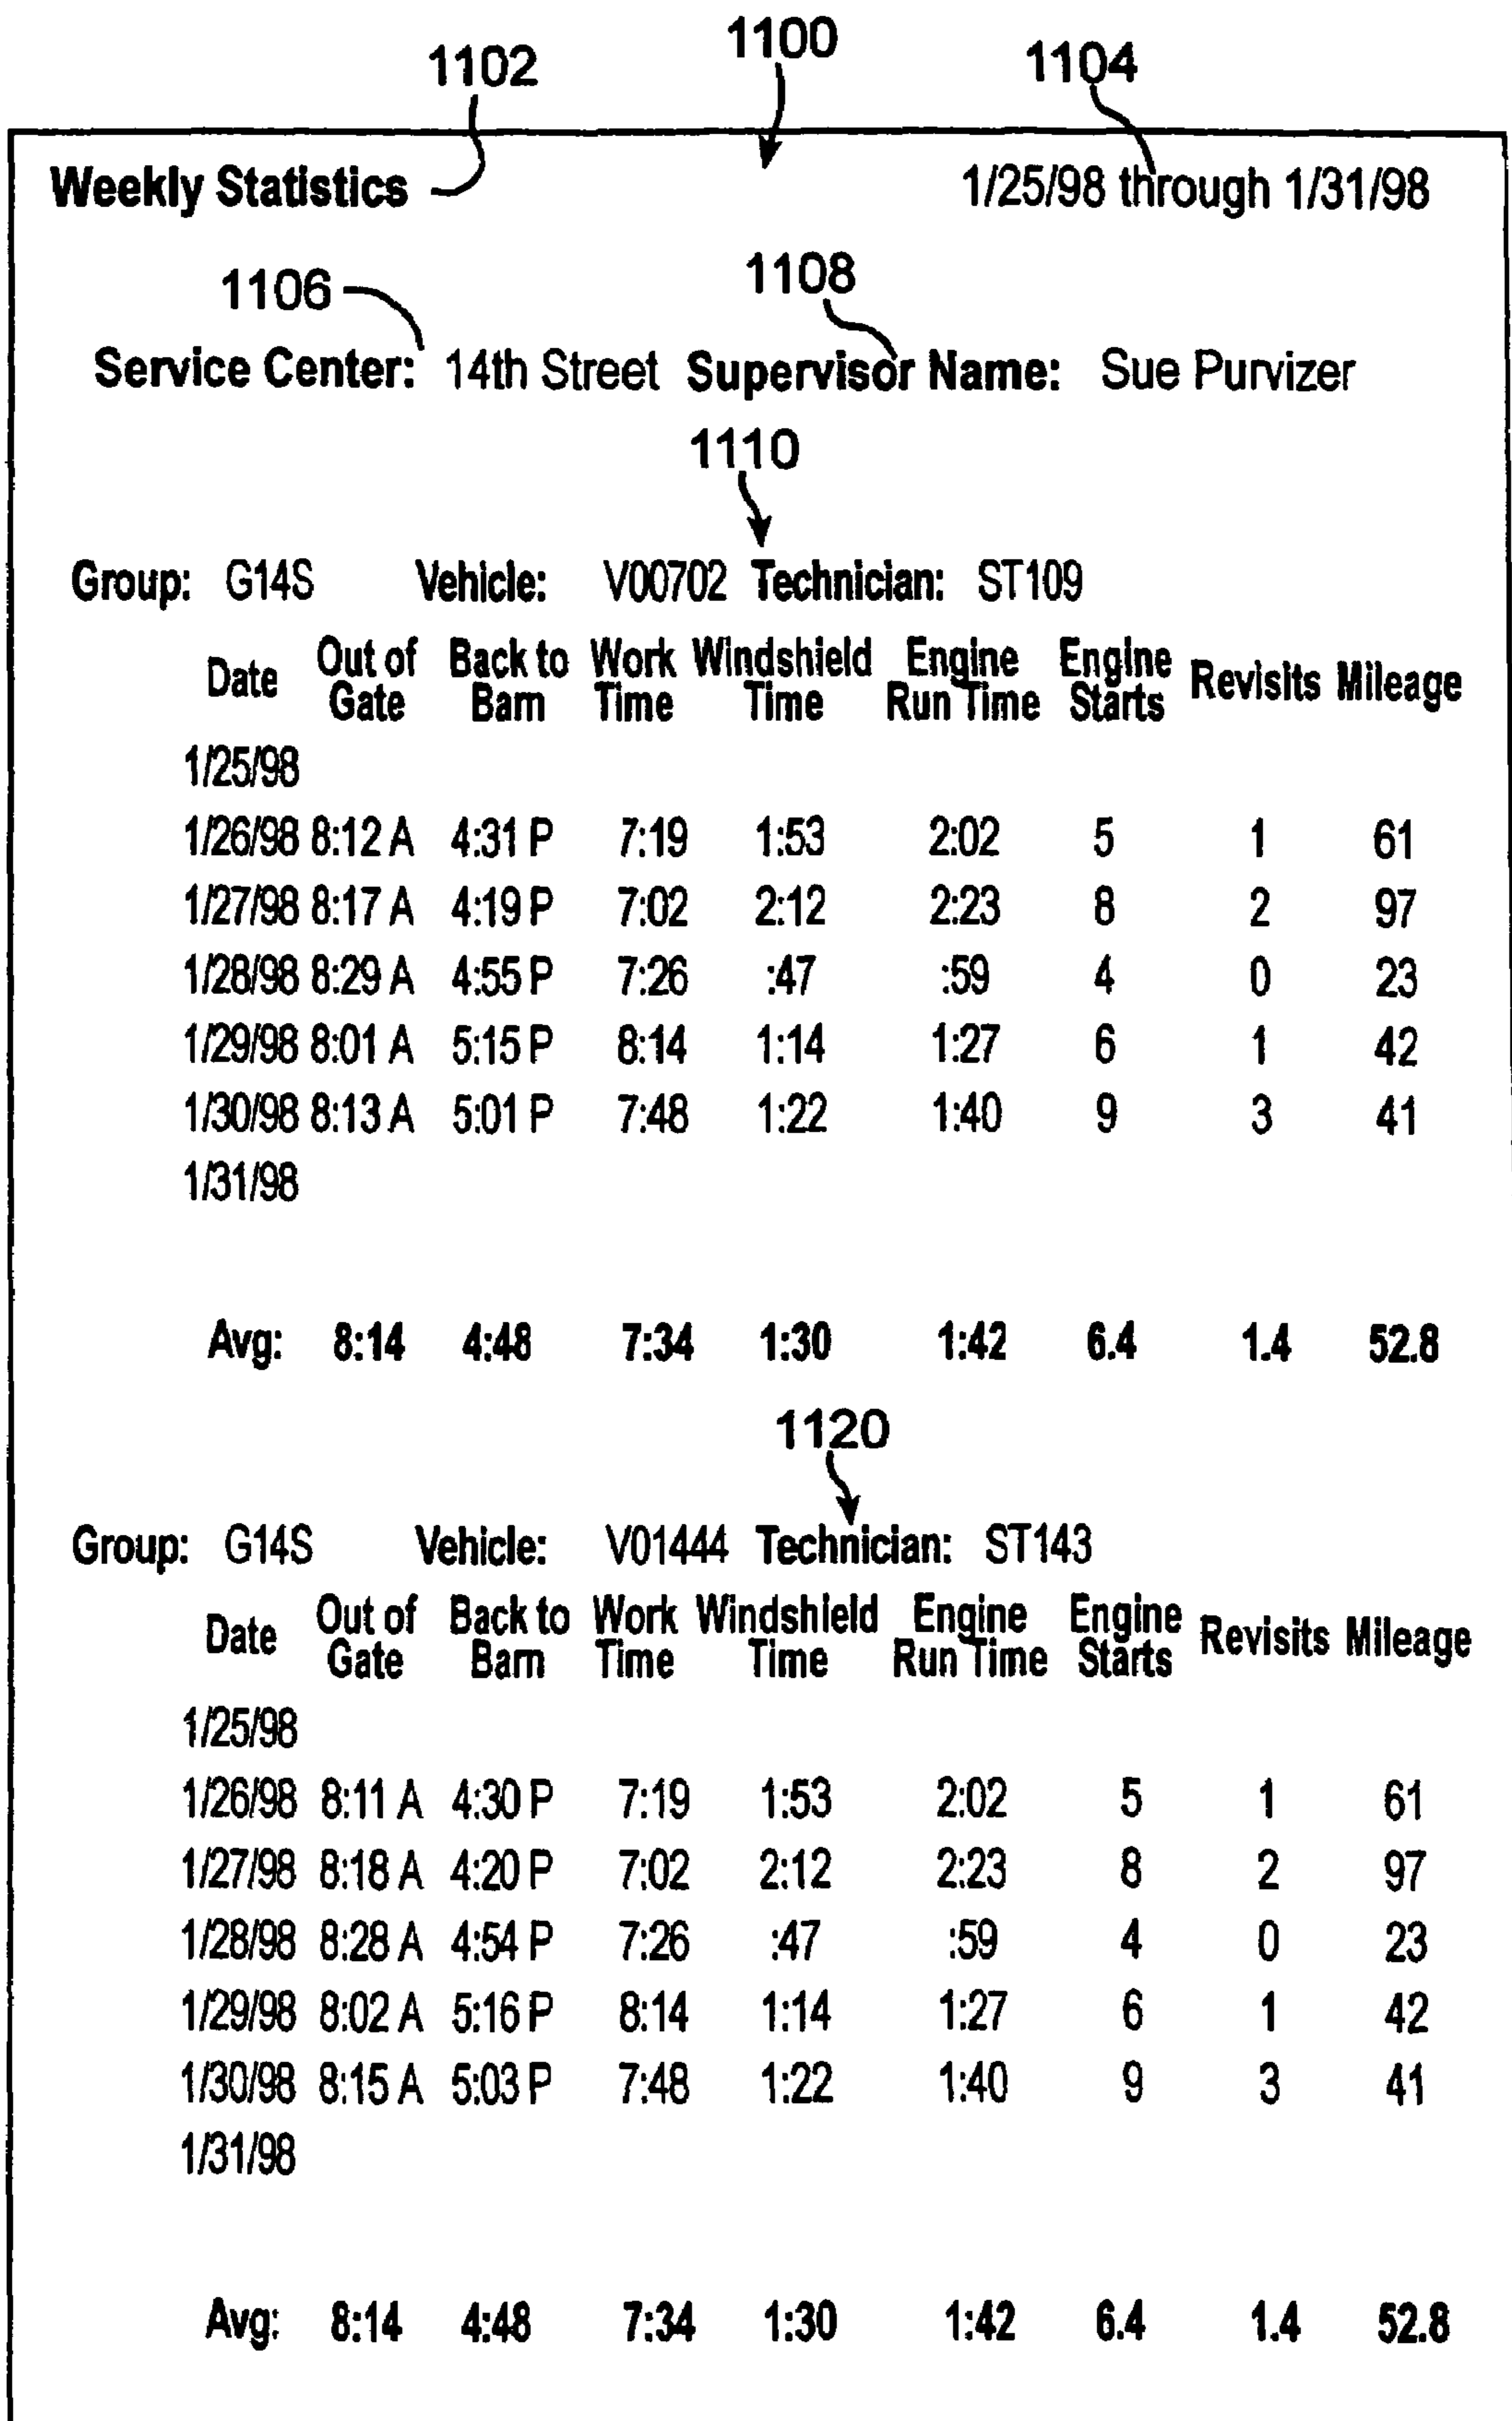 1102 1100 1104
Weekly Statistics 1/25/98 through 1/31/98
1106 1108
Service Center: 14th Street Supervisor Name: Sue Purvizer
1110
Group: G14S Vehicle: V00702 Technician: ST109
Date Out of Gate Back to Barn Work Time Windshield Time Engine Run Time Engine Starts Revisits Mileage
1/25/98
1/26/98 8:12 A 4:31 P 7:19 1:53 2:02 5 1 61
1/27/98 8:17 A 4:19 P 7:02 2:12 2:23 8 2 97
1/28/98 8:29 A 4:55 P 7:26 :47 :59 4 0 23
1/29/98 8:01 A 5:15 P 8:14 1:14 1:27 6 1 42
1/30/98 8:13 A 5:01 P 7:48 1:22 1:40 9 3 41
1/31/98
Avg: 8:14 4:48 7:34 1:30 1:42 6.4 1.4 52.8
1120
Group: G14S Vehicle: V01444 Technician: ST143
Date Out of Gate Back to Barn Work Time Windshield Time Engine Run Time Engine Starts Revisits Mileage
1/25/98
1/26/98 8:11 A 4:30 P 7:19 1:53 2:02 5 1 61
1/27/98 8:18 A 4:20 P 7:02 2:12 2:23 8 2 97
1/28/98 8:28 A 4:54 P 7:26 :47 :59 4 0 23
1/29/98 8:02 A 5:16 P 8:14 1:14 1:27 6 1 42
1/30/98 8:15 A 5:03 P 7:48 1:22 1:40 9 3 41
1/31/98
Avg: 8:14 4:48 7:34 1:30 1:42 6.4 1.4 52.8